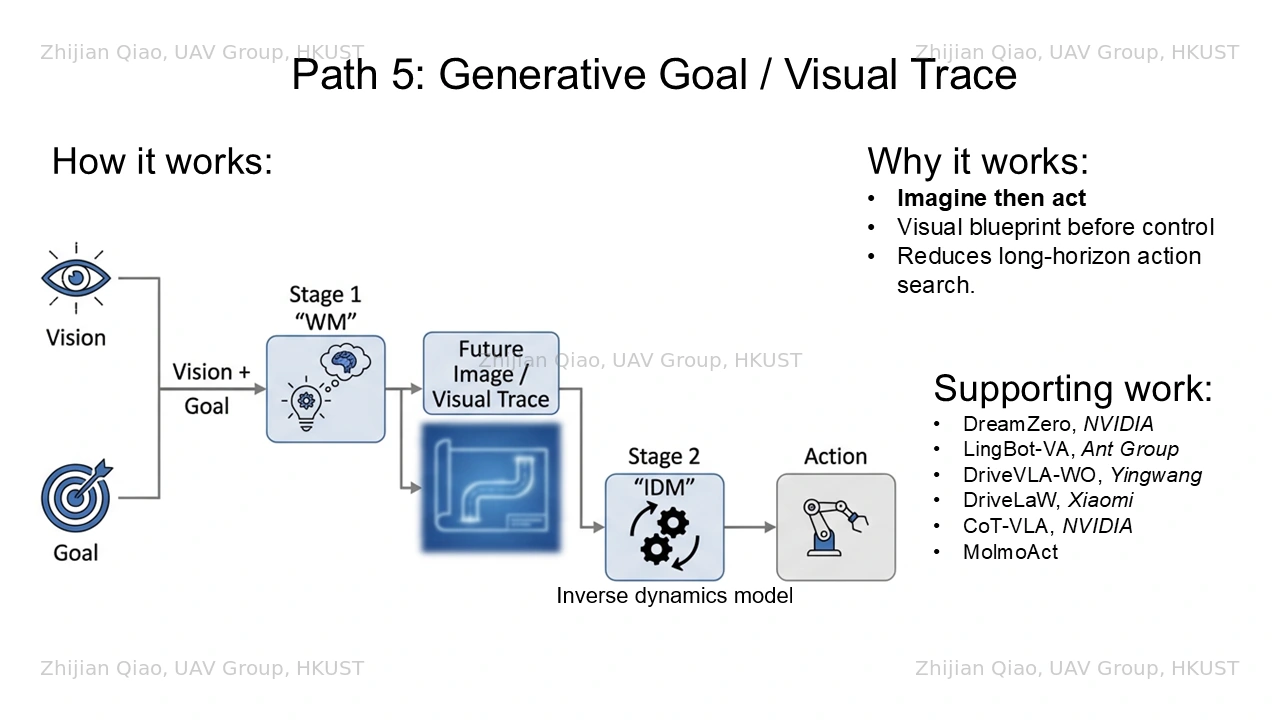 Zhijian Qiao, UAV Group, HKUST
Zhijian Qiao, UAV Group, HKUST
Path 5: Generative Goal / Visual Trace
How it works:
Vision
Vision +
Goal
Goal
Stage 1
“WM”
Future
Image /
Visual Trace
Zhijian Qiao, UAV Group, HKUST
Stage 2
“IDM”
Inverse dynamics model
Action
Why it works:
• Imagine then act
• Visual blueprint before control
• Reduces long-horizon action
search.
Supporting work:
• DreamZero, NVIDIA
• LingBot-VA, Ant Group
• DriveVLA-WO, Yingwang
• DriveLaW, Xiaomi
• CoT-VLA, NVIDIA
• MolmoAct
Zhijian Qiao, UAV Group, HKUST
Zhijian Qiao, UAV Group, HKUST